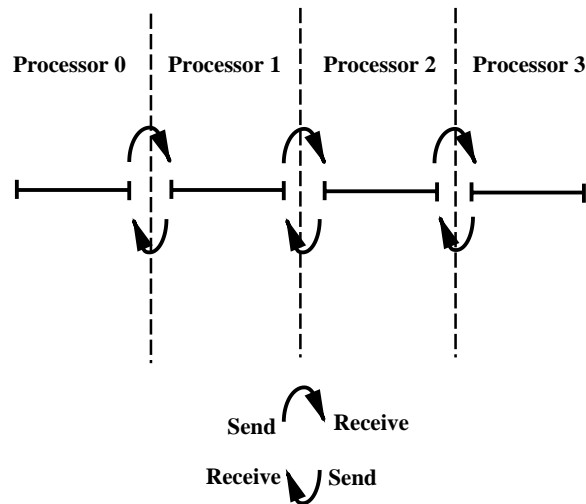 Processor 0 Processor 1 Processor 2 Processor 3
Send Receive
Receive Send